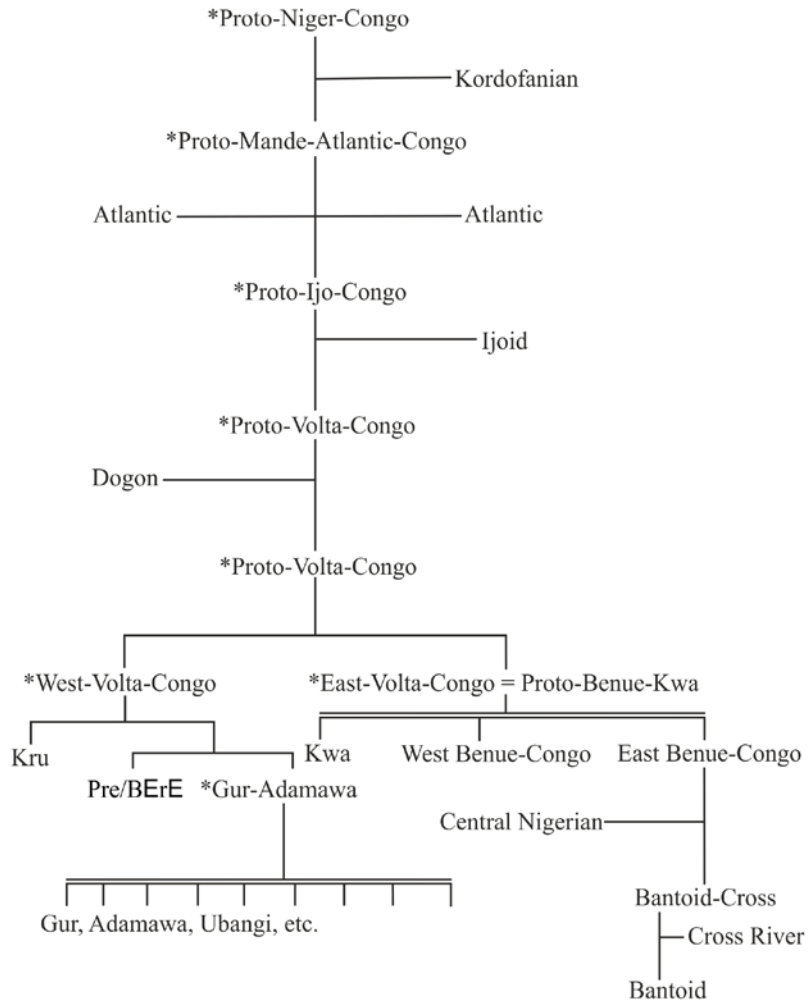 *Proto-Niger-Congo
Kordofanian
*Proto-Mande-Atlantic-Congo
Atlantic
Atlantic
*Proto-Ijo-Congo
Ijoid
*Proto-Volta-Congo
Dogon
*Proto-Volta-Congo
*West-Volta-Congo
*East-Volta-Congo = Proto-Benue-Kwa
Kru
Kwa
West Benue-Congo
East Benue-Congo
Pre/BErE
*Gur-Adamawa
Central Nigerian
Bantoid-Cross
Gur, Adamawa, Ubangi, etc.
Cross River
Bantoid